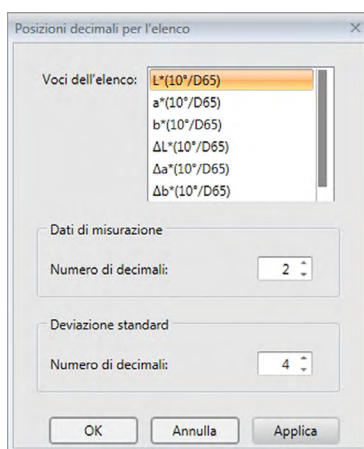 Posizioni decimali per l'elenco
Voci dell'elenco:
L*(10°/D65)
a*(10°/D65)
b*(10°/D65)
ΔL*(10°/D65)
Δa*(10°/D65)
Δb*(10°/D65)
Dati di misurazione
Numero di decimali: 2
Deviazione standard
Numero di decimali: 4
OK Annulla Applica